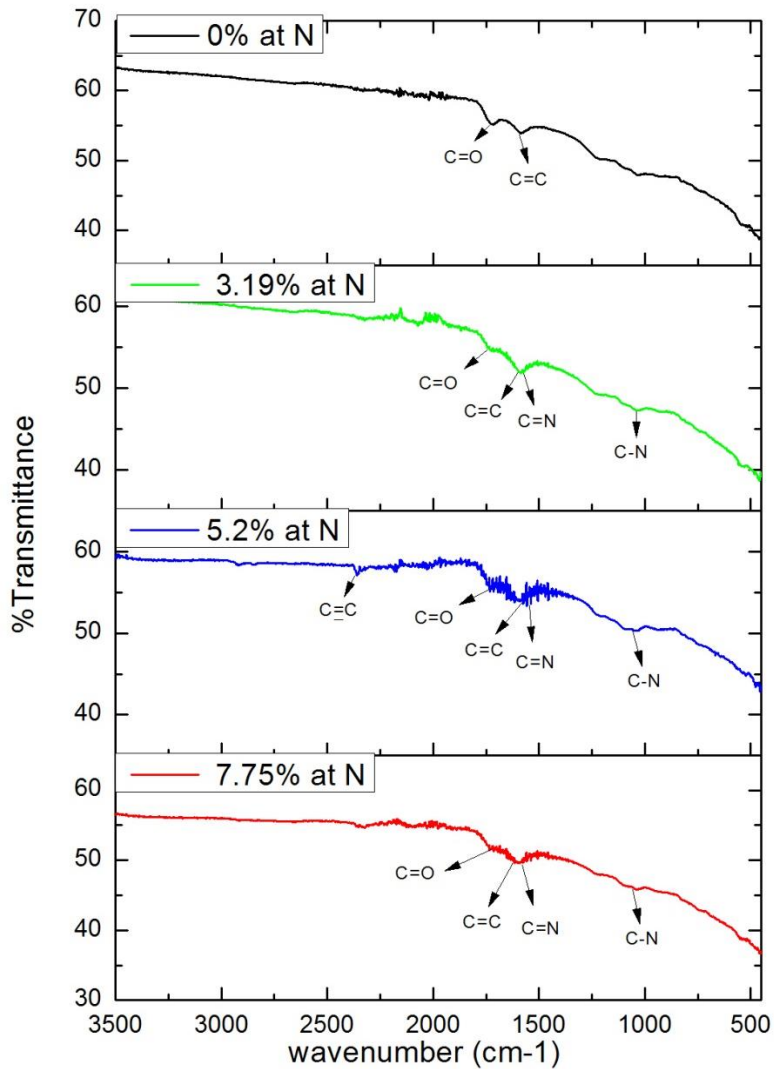 70
0% at N
60
50
40
C=O
C=C
3.19% at N
60
50
40
C=O
C=C
C=N
C-N
5.2% at N
60
50
40
C≡C
C=O
C=C
C=N
C-N
7.75% at N
60
50
40
30
C=O
C=C
C=N
C-N
%Transmittance
3500 3000 2500 2000 1500 1000 500
wavenumber (cm-1)